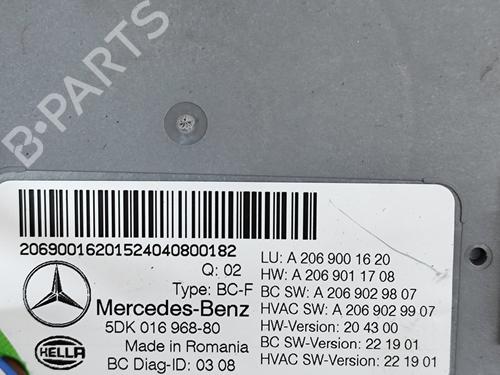 B-PARTS
20690016201524040800182
Q: 02
Type: BC-F
Mercedes-Benz
5DK 016 968-80
Made in Romania
HELLA
BC Diag-ID: 03 08
LU: A 206 900 16 20
HW: A 206 901 17 08
BC SW: A 206 902 98 07
HVAC SW: A 206 902 99 07
HW-Version: 20 43 00
BC SW-Version: 22 19 01
HVAC SW-Version: 22 19 01